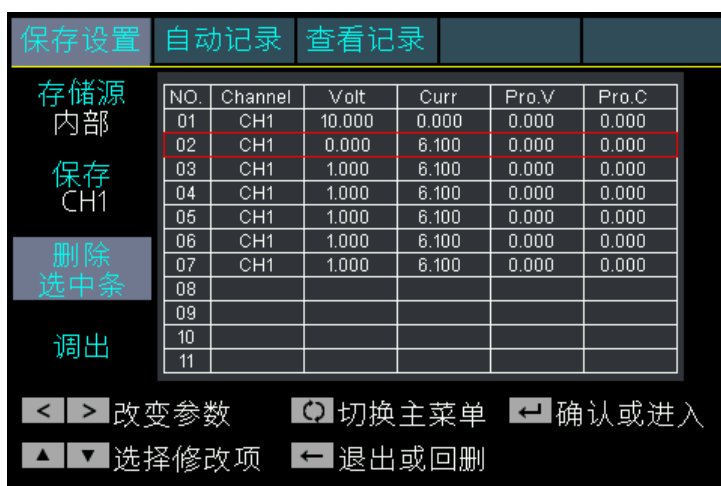 保存设置 自动记录 查看记录
存储源
内部
保存
CH1
删除
选中条
调出
NO. Channel Volt Curr Pro.V Pro.C
01 CH1 10.000 0.000 0.000 0.000
02 CH1 0.000 6.100 0.000 0.000
03 CH1 1.000 6.100 0.000 0.000
04 CH1 1.000 6.100 0.000 0.000
05 CH1 1.000 6.100 0.000 0.000
06 CH1 1.000 6.100 0.000 0.000
07 CH1 1.000 6.100 0.000 0.000
08
09
10
11
< > 改变参数 切换主菜单 确认或进入
▲ ▼ 选择修改项 ← 退出或回删